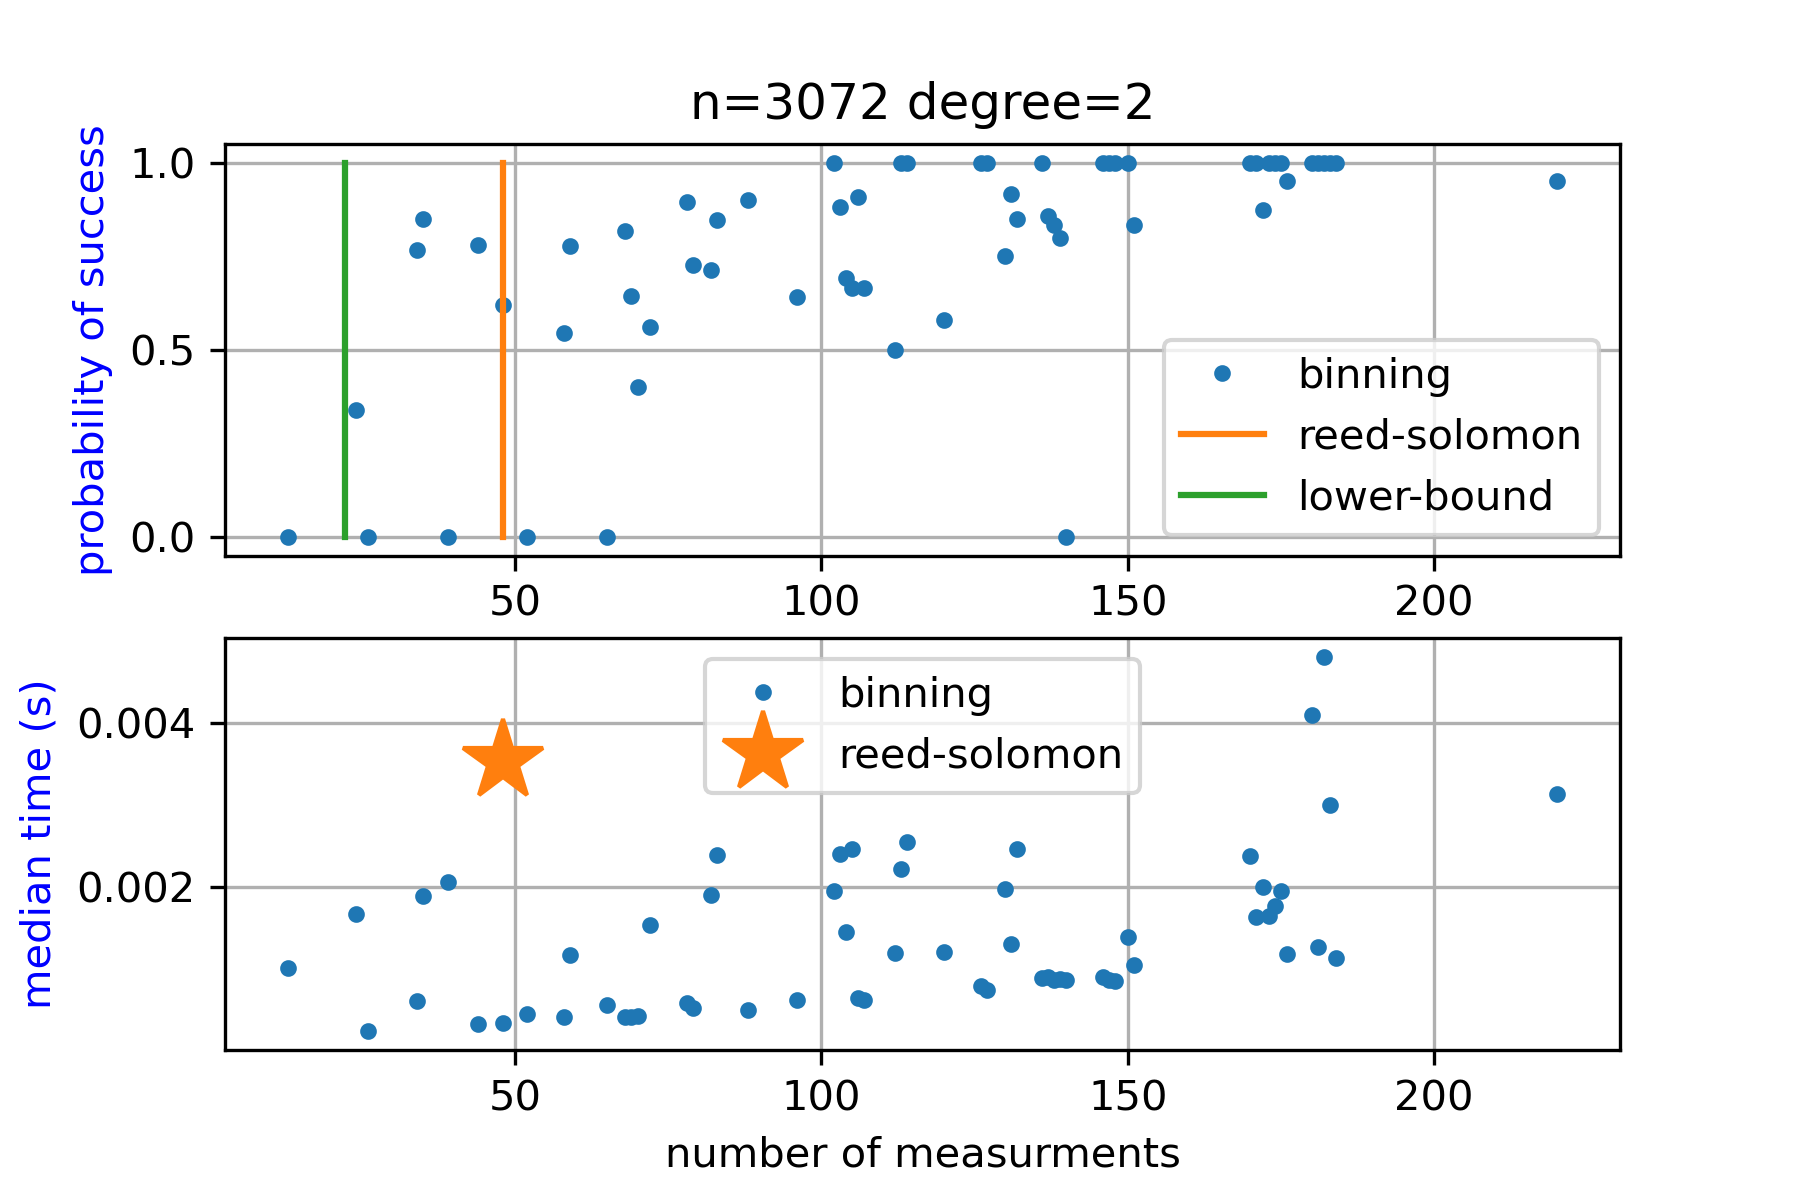 n=3072 degree=2
probability of success
1.0
0.5
0.0
binning
reed-solomon
lower-bound
50 100 150 200
median time (s)
0.004
0.002
binning
reed-solomon
50 100 150 200
number of measurments